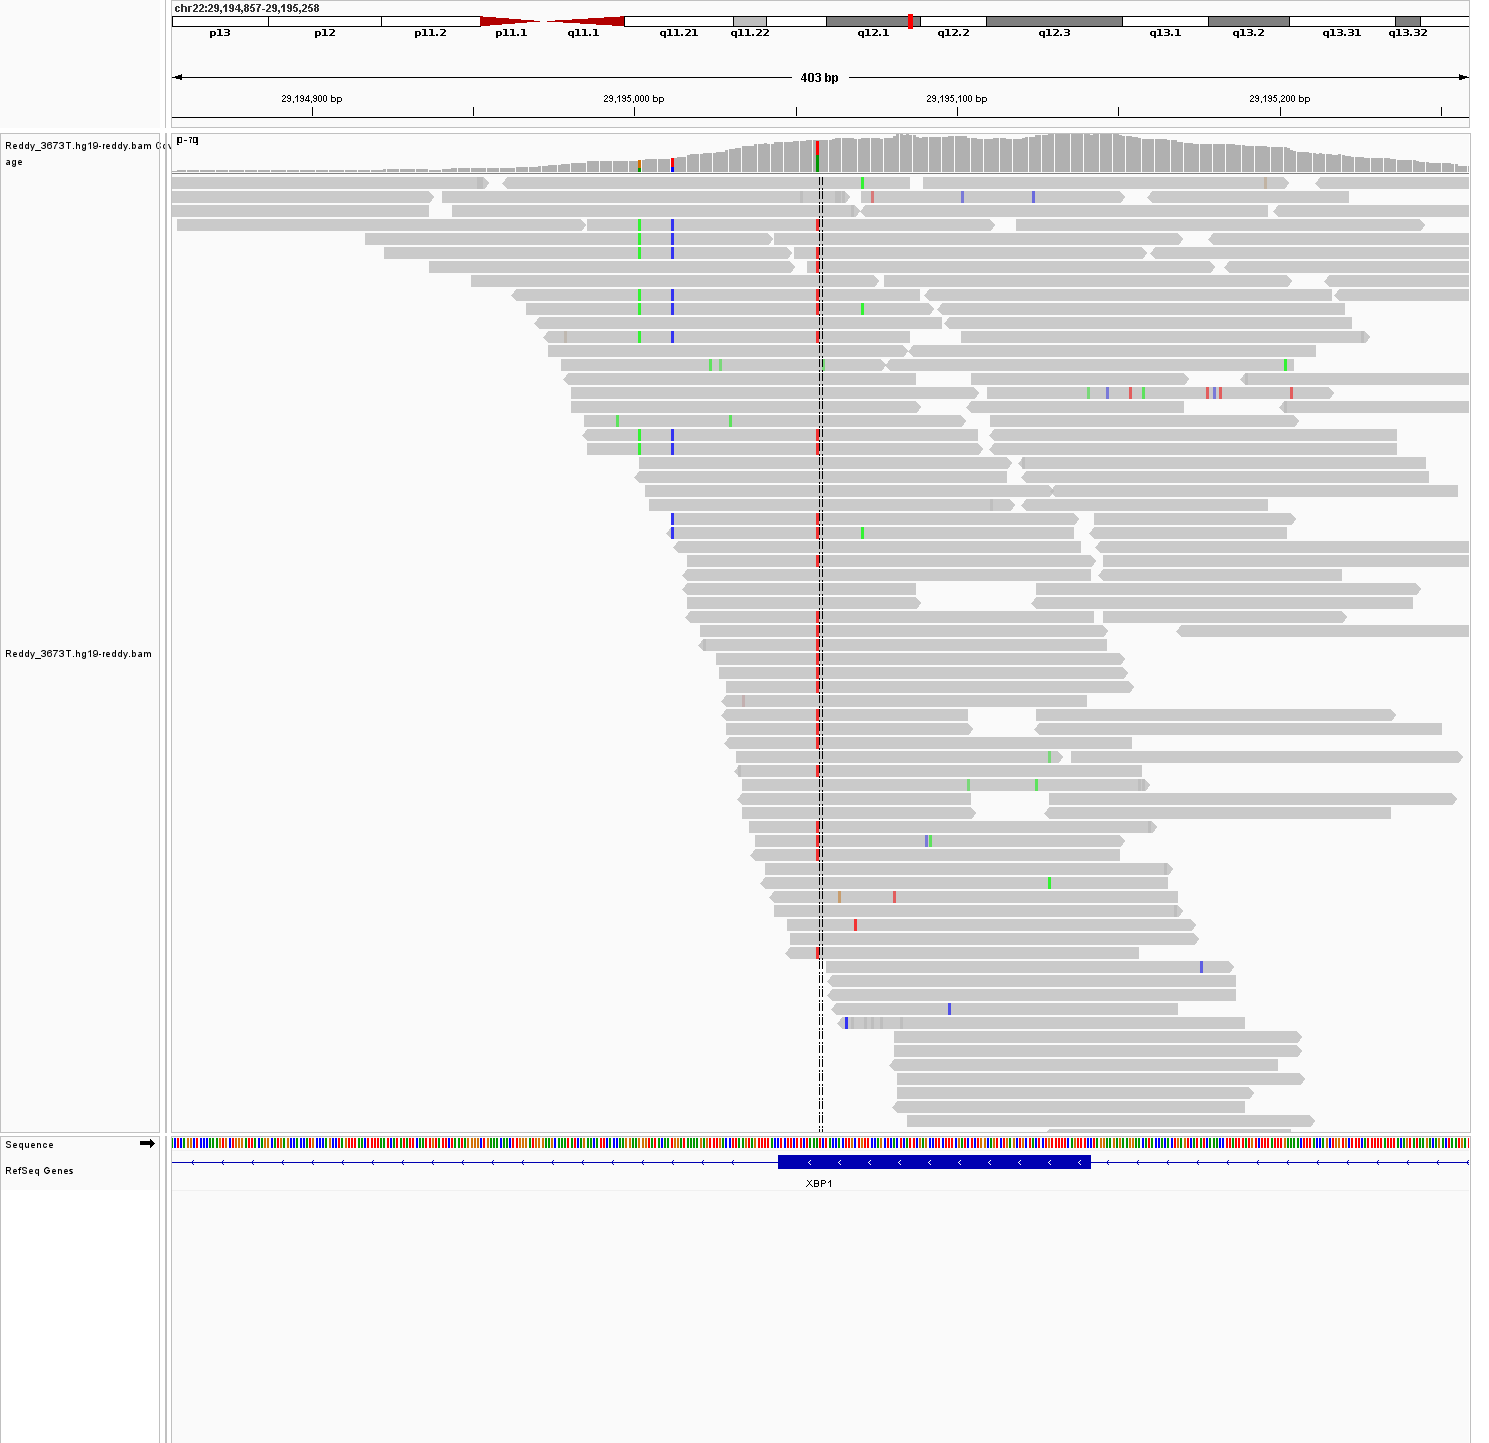 chr22:29,194,857-29,195,258
p13 p12 p11.2 p11.1 q11.1 q11.21 q11.22 q12.1 q12.2 q12.3 q13.1 q13.2 q13.31 q13.32
403 bp
29,194,900 bp 29,195,000 bp 29,195,100 bp 29,195,200 bp
Reddy_3673T.hg19-reddy.bam Cov
age
Reddy_3673T.hg19-reddy.bam
Sequence
RefSeq Genes
XBP1